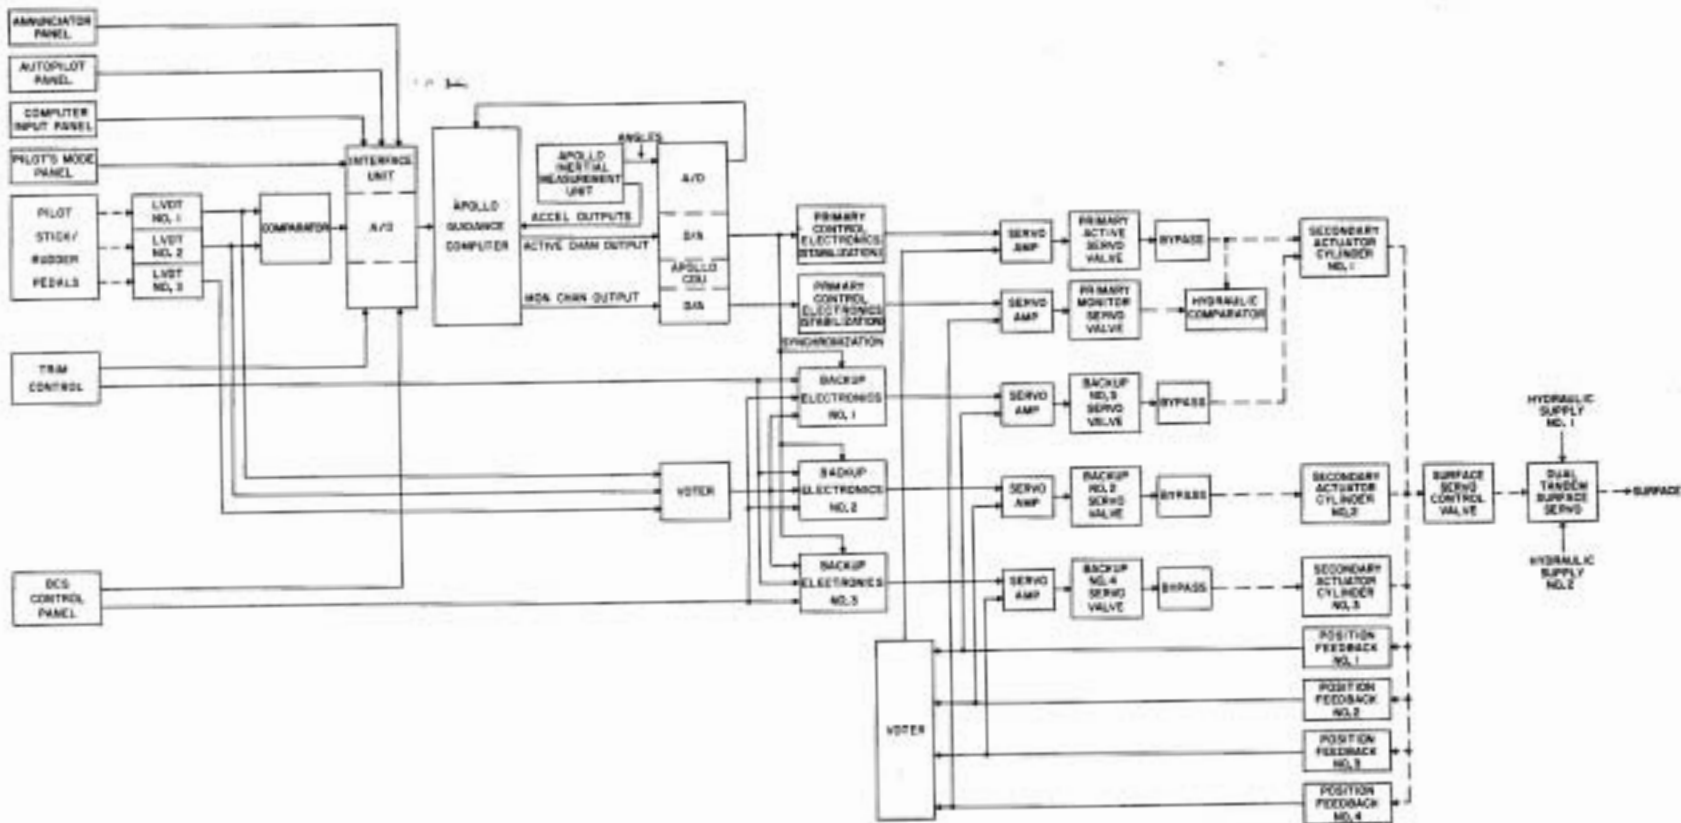 ANNUNCIATOR
PANEL
AUTOPILOT
PANEL
COMPUTER
INPUT PANEL
PILOT'S MODE
PANEL
PILOT
STICK/
RUDDER
PEDALS
LVDT
NO. 1
LVDT
NO. 2
LVDT
NO. 3
COMPARATOR
TRIM
CONTROL
BCS
CONTROL
PANEL
INTERFACE
UNIT
A/D
APOLLO
GUIDANCE
COMPUTER
APOLLO
INERTIAL
MEASUREMENT
UNIT
ANGLES
ACCEL OUTPUTS
ACTIVE CHAN OUTPUT
MON CHAN OUTPUT
A/D
D/A
APOLLO
CDU
D/A
VOTER
PRIMARY
CONTROL
ELECTRONICS
(STABILIZATION)
PRIMARY
CONTROL
ELECTRONICS
(STABILIZATION)
SYNCHRONIZATION
BACKUP
ELECTRONICS
NO. 1
BACKUP
ELECTRONICS
NO. 2
BACKUP
ELECTRONICS
NO. 3
SERVO
AMP
PRIMARY
ACTIVE
SERVO
VALVE
BYPASS
SECONDARY
ACTUATOR
CYLINDER
NO. 1
SERVO
AMP
PRIMARY
MONITOR
SERVO
VALVE
HYDRAULIC
COMPARATOR
SERVO
AMP
BACKUP
SERVO
VALVE
BYPASS
SERVO
AMP
BACKUP
NO. 2
SERVO
VALVE
BYPASS
SECONDARY
ACTUATOR
CYLINDER
NO. 2
SERVO
AMP
BACKUP
NO. 4
SERVO
VALVE
BYPASS
SECONDARY
ACTUATOR
CYLINDER
NO. 3
SURFACE
SERVO
CONTROL
VALVE
HYDRAULIC
SUPPLY
NO. 1
DUAL
TANDEM
SURFACE
SERVO
SURFACE
HYDRAULIC
SUPPLY
NO. 2
VOTER
POSITION
FEEDBACK
NO. 1
POSITION
FEEDBACK
NO. 2
POSITION
FEEDBACK
NO. 3
POSITION
FEEDBACK
NO. 4